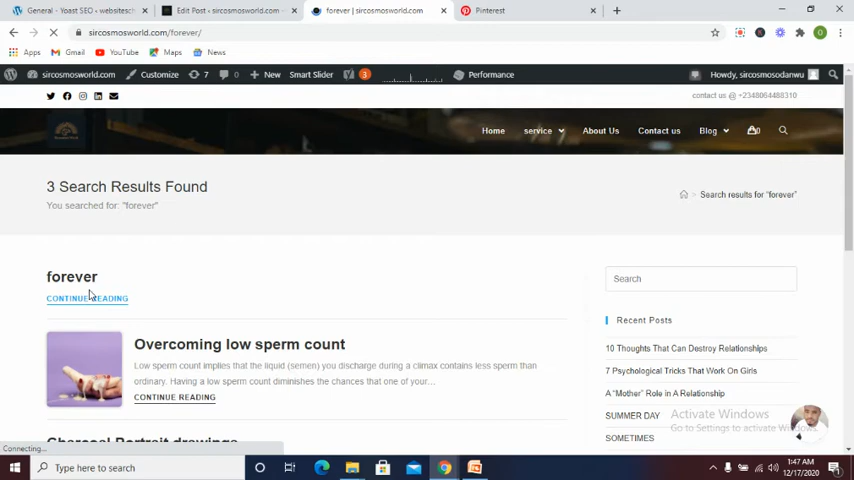 General - Yoast SEO ‹ websitesch
Edit Post ‹ sircosmosworld.com —
forever | sircosmosworld.com
Pinterest
sircosmosworld.com/forever/
Apps
Gmail
YouTube
Maps
News
sircosmosworld.com
Customize
7
0
New
Smart Slider
3
Performance
Howdy, sircosmosodanwu
contact us @ +2348064488310
Home
service
About Us
Contact us
Blog
0
3 Search Results Found
You searched for: "forever"
> Search results for "forever"
forever
CONTINUE READING
Search
Recent Posts
Overcoming low sperm count
Low sperm count implies that the liquid (semen) you discharge during a climax contains less sperm than
ordinary. Having a low sperm count diminishes the chances that one of your…
CONTINUE READING
10 Thoughts That Can Destroy Relationships
7 Psychological Tricks That Work On Girls
A "Mother" Role in A Relationship
SUMMER DAY
SOMETIMES
Activate Windows
Go to Settings to activate Windows
Charcoal Portrait drawings
Connecting...
Type here to search
1:47 AM
12/17/2020